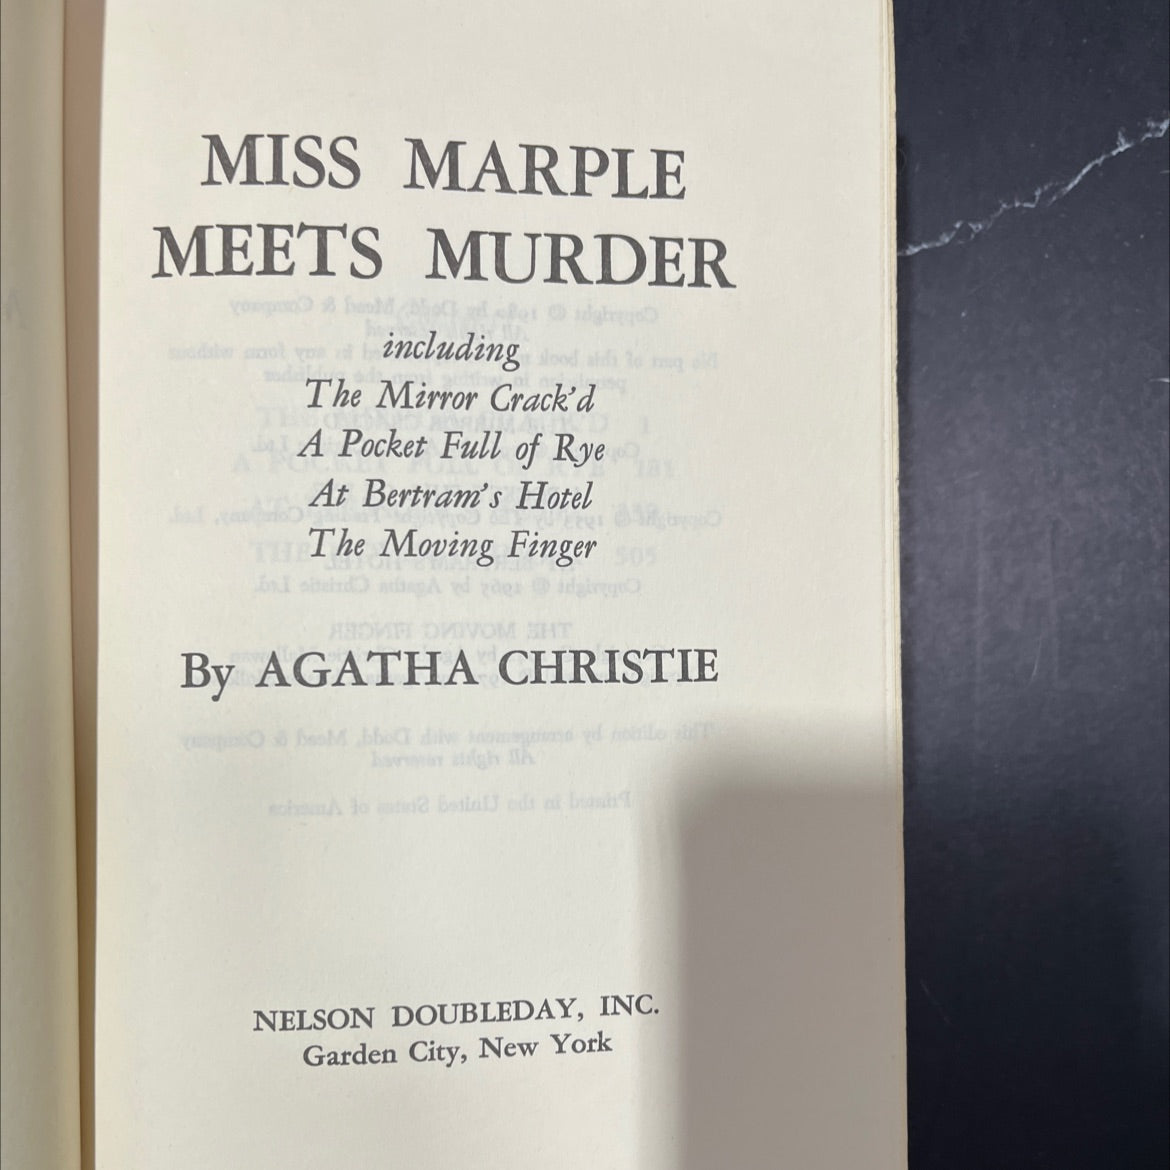 MISS MARPLE
MEETS MURDER
including
The Mirror Crack'd
A Pocket Full of Rye
At Bertram's Hotel
The Moving Finger
By AGATHA CHRISTIE
NELSON DOUBLEDAY, INC.
Garden City, New York